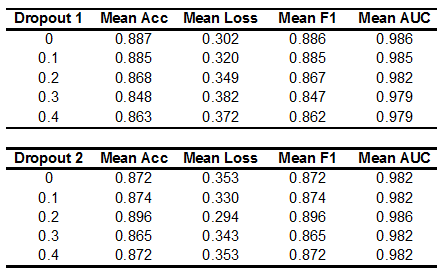 Dropout 1 Mean Acc Mean Loss Mean F1 Mean AUC
0 0.887 0.302 0.886 0.986
0.1 0.885 0.320 0.885 0.985
0.2 0.868 0.349 0.867 0.982
0.3 0.848 0.382 0.847 0.979
0.4 0.863 0.372 0.862 0.979
Dropout 2 Mean Acc Mean Loss Mean F1 Mean AUC
0 0.872 0.353 0.872 0.982
0.1 0.874 0.330 0.874 0.982
0.2 0.896 0.294 0.896 0.986
0.3 0.865 0.343 0.865 0.982
0.4 0.872 0.353 0.872 0.982